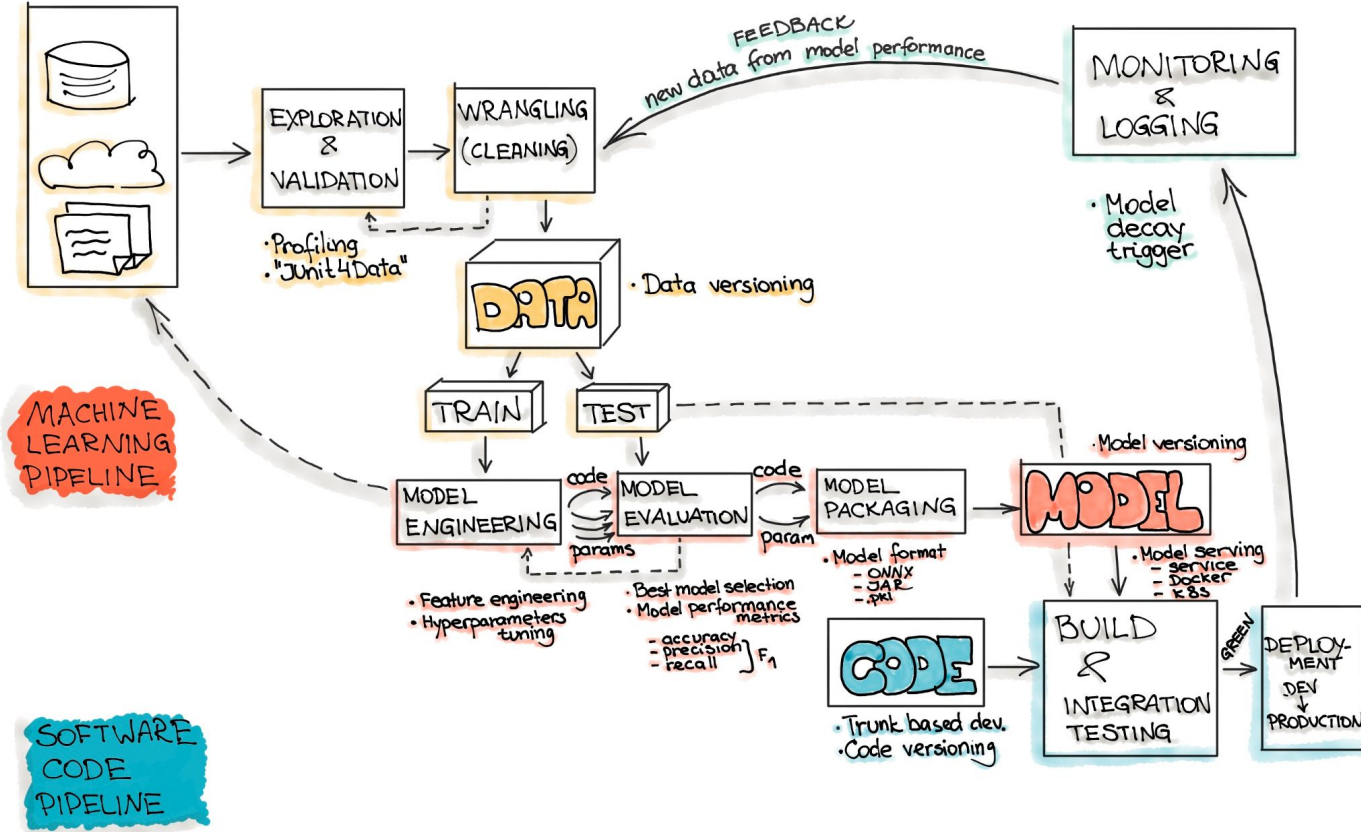 FEEDBACK
new data from model performance
MONITORING
&
LOGGING
EXPLORATION
&
VALIDATION
WRANGLING
(CLEANING)
· Model
decay
trigger
· Profiling
· "JUnit4Data"
DATA
· Data versioning
TRAIN
TEST
MACHINE
LEARNING
PIPELINE
MODEL
ENGINEERING
code
params
MODEL
EVALUATION
code
param
MODEL
PACKAGING
· Model versioning
MODEL
· Feature engineering
· Hyperparameters
tuning
· Best model selection
· Model performance
metrics
- accuracy
- precision
- recall
F1
· Model format
- ONNX
- JAR
- .pkl
· Model serving
- service
- Docker
- K8S
CODE
· Trunk based dev.
· Code versioning
BUILD
&
INTEGRATION
TESTING
GREEN
DEPLOY-
MENT
DEV
PRODUCTION
SOFTWARE
CODE
PIPELINE